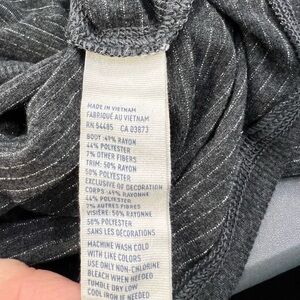 MADE IN VIETNAM
FABRIQUÉ AU VIETNAM
RN 54485 CA 03873
BODY: 49% RAYON
44% POLYESTER
7% OTHER FIBERS
TRIM: 50% RAYON
50% POLYESTER
EXCLUSIVE OF DECORATION
CORPS: 49% RAYONNE
44% POLYESTER
7% AUTRES FIBRES
VISIÈRE: 50% RAYONNE
50% POLYESTER
SANS LES DÉCORATIONS
MACHINE WASH COLD
WITH LIKE COLORS
USE ONLY NON-CHLORINE
BLEACH WHEN NEEDED
TUMBLE DRY LOW
COOL IRON IF NEEDED